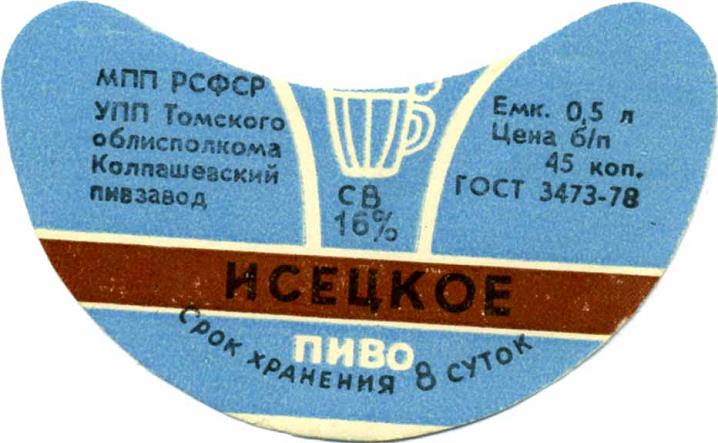 МПП РСФСР
УПП Томского
облисполкома
Колпашевский
пивзавод
СВ
16%
Емк. 0,5 л
Цена б/п
45 коп.
ГОСТ 3473-78
ИСЕЦКОЕ
ПИВО
Срок хранения 8 суток